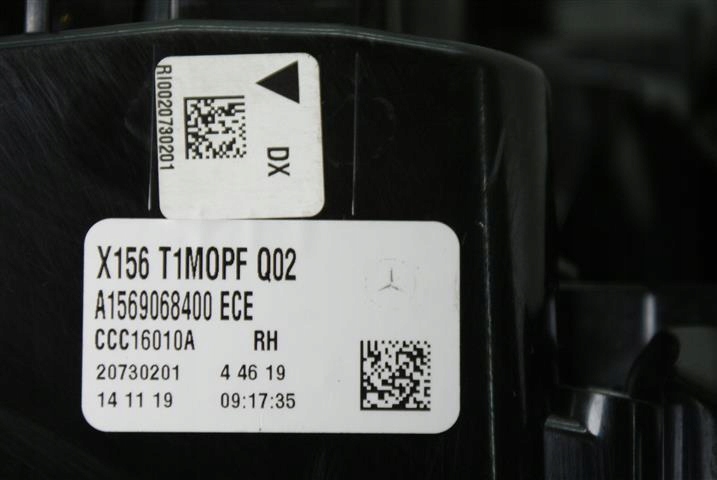 RI0020730201
DX
X156 T1MOPF Q02
A1569068400 ECE
CCC16010A RH
20730201 4 46 19
14 11 19 09:17:35